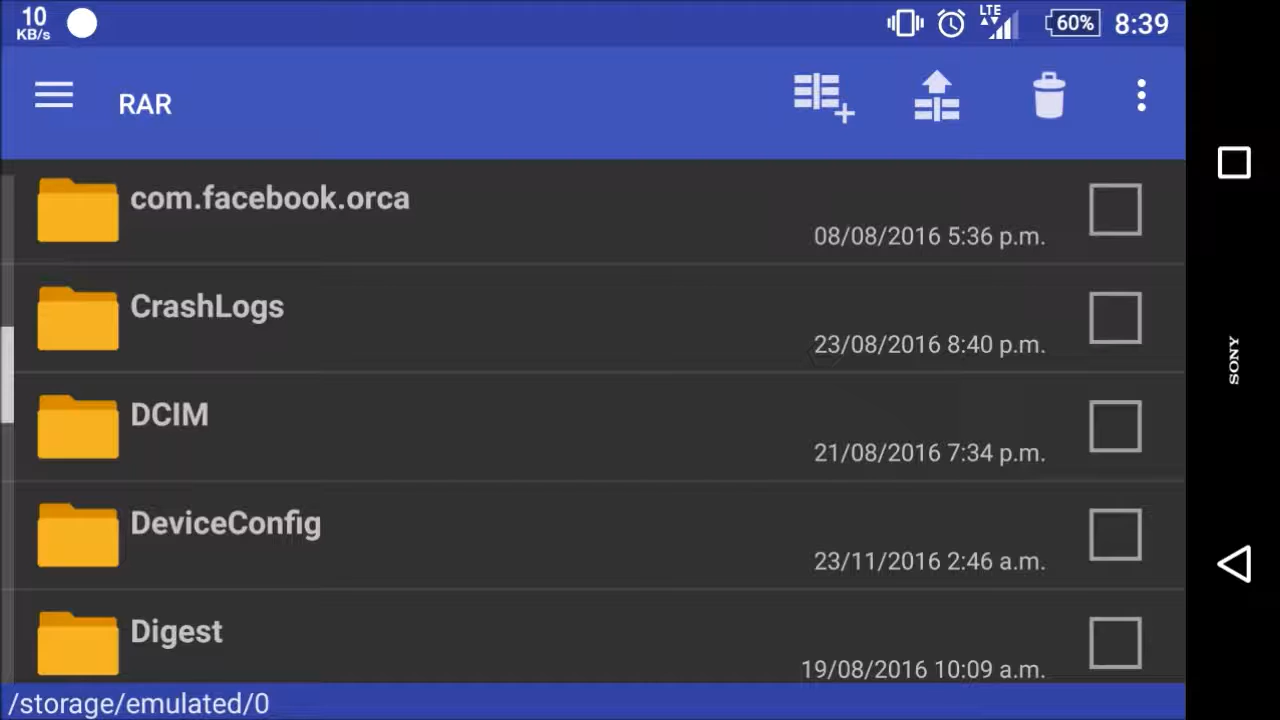 10
KB/s
LTE
60%
8:39
RAR
com.facebook.orca
08/08/2016 5:36 p.m.
CrashLogs
23/08/2016 8:40 p.m.
DCIM
21/08/2016 7:34 p.m.
DeviceConfig
23/11/2016 2:46 a.m.
Digest
19/08/2016 10:09 a.m.
/storage/emulated/0
SONY